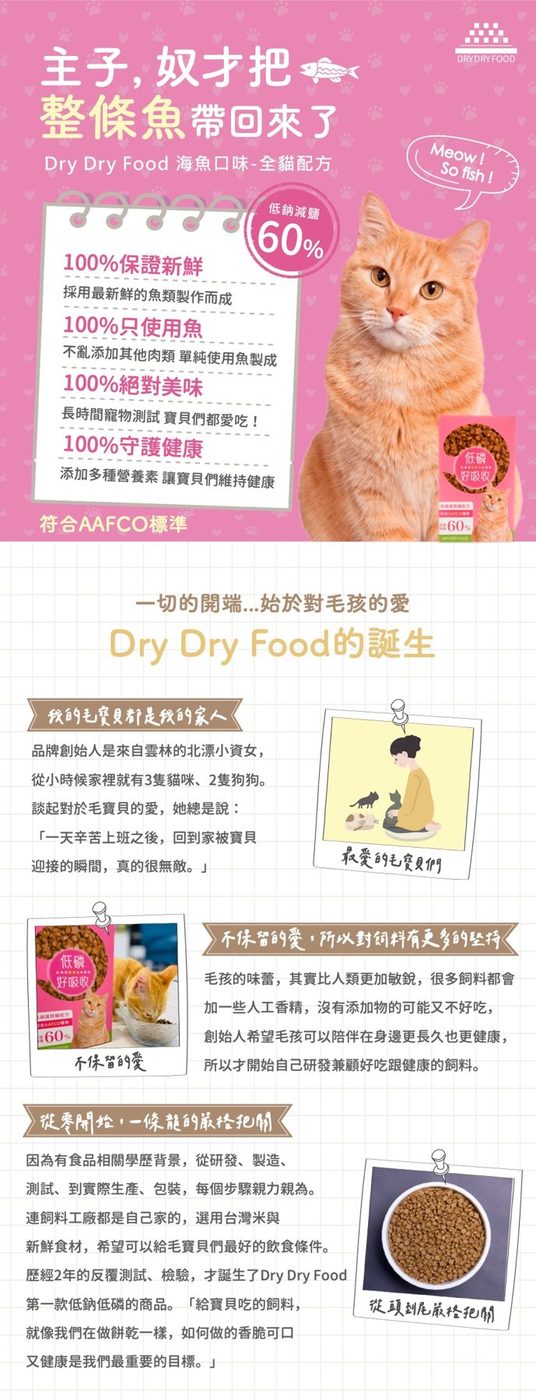 DRYDRYFOOD
主子, 奴才把
整條魚帶回來了
Dry Dry Food 海魚口味-全貓配方
Meow !
So fish !
低鈉減鹽
60%
100%保證新鮮
採用最新鮮的魚類製作而成
100%只使用魚
不亂添加其他肉類 單純使用魚製成
100%絕對美味
長時間寵物測試 寶貝們都愛吃！
100%守護健康
添加多種營養素 讓寶貝們維持健康
符合AAFCO標準
低磷
好吸收
60%
一切的開端...始於對毛孩的愛
Dry Dry Food的誕生
我的毛寶貝都是我的家人
品牌創始人是來自雲林的北漂小資女，
從小時候家裡就有3隻貓咪、2隻狗狗。
談起對於毛寶貝的愛，她總是說：
「一天辛苦上班之後，回到家被寶貝
迎接的瞬間，真的很無敵。」
最愛的毛寶貝們
不保留的愛，所以對飼料有更多的堅持
毛孩的味蕾，其實比人類更加敏銳，很多飼料都會
加一些人工香精，沒有添加物的可能又不好吃，
創始人希望毛孩可以陪伴在身邊更長久也更健康，
所以才開始自己研發兼顧好吃跟健康的飼料。
低磷
好吸收
60%
不保留的愛
從零開始，一條龍的嚴格把關
因為有食品相關學歷背景，從研發、製造、
測試、到實際生產、包裝，每個步驟親力親為。
連飼料工廠都是自己家的，選用台灣米與
新鮮食材，希望可以給毛寶貝們最好的飲食條件。
歷經2年的反覆測試、檢驗，才誕生了Dry Dry Food
第一款低鈉低磷的商品。「給寶貝吃的飼料，
就像我們在做餅乾一樣，如何做的香脆可口
又健康是我們最重要的目標。」
從頭到尾嚴格把關